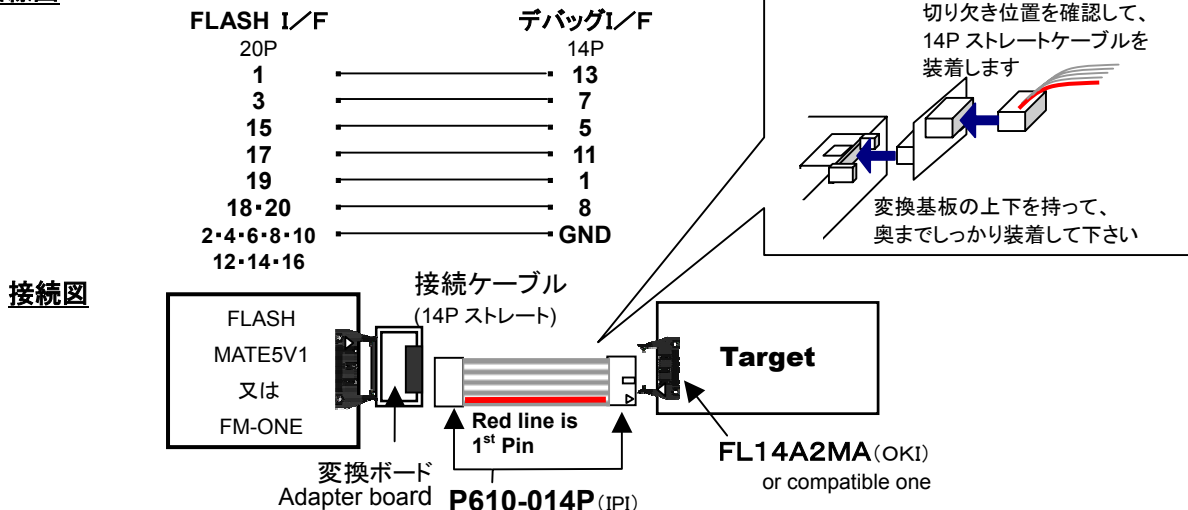 FLASH I／F デバッグI／F
20P 14P
1 13
3 7
15 5
17 11
19 1
18･20 8
2･4･6･8･10 GND
12･14･16
切り欠き位置を確認して、
14P ストレートケーブルを
装着します
変換基板の上下を持って、
奥までしっかり装着して下さい
接続図
接続ケーブル
(14P ストレート)
FLASH
MATE5V1
又は
FM-ONE
Target
Red line is
1st Pin
変換ボード
Adapter board
P610-014P(IPI)
FL14A2MA(OKI)
or compatible one